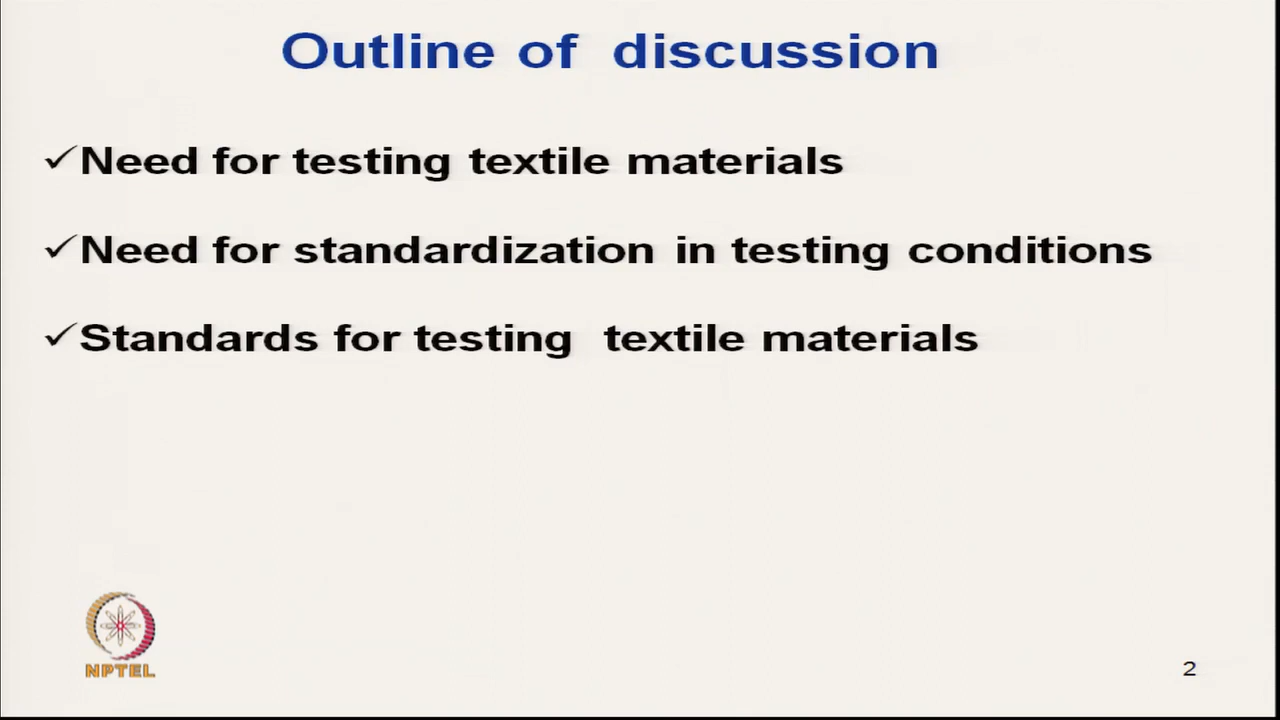 Outline of discussion
✓Need for testing textile materials
✓Need for standardization in testing conditions
✓Standards for testing textile materials
NPTEL
2